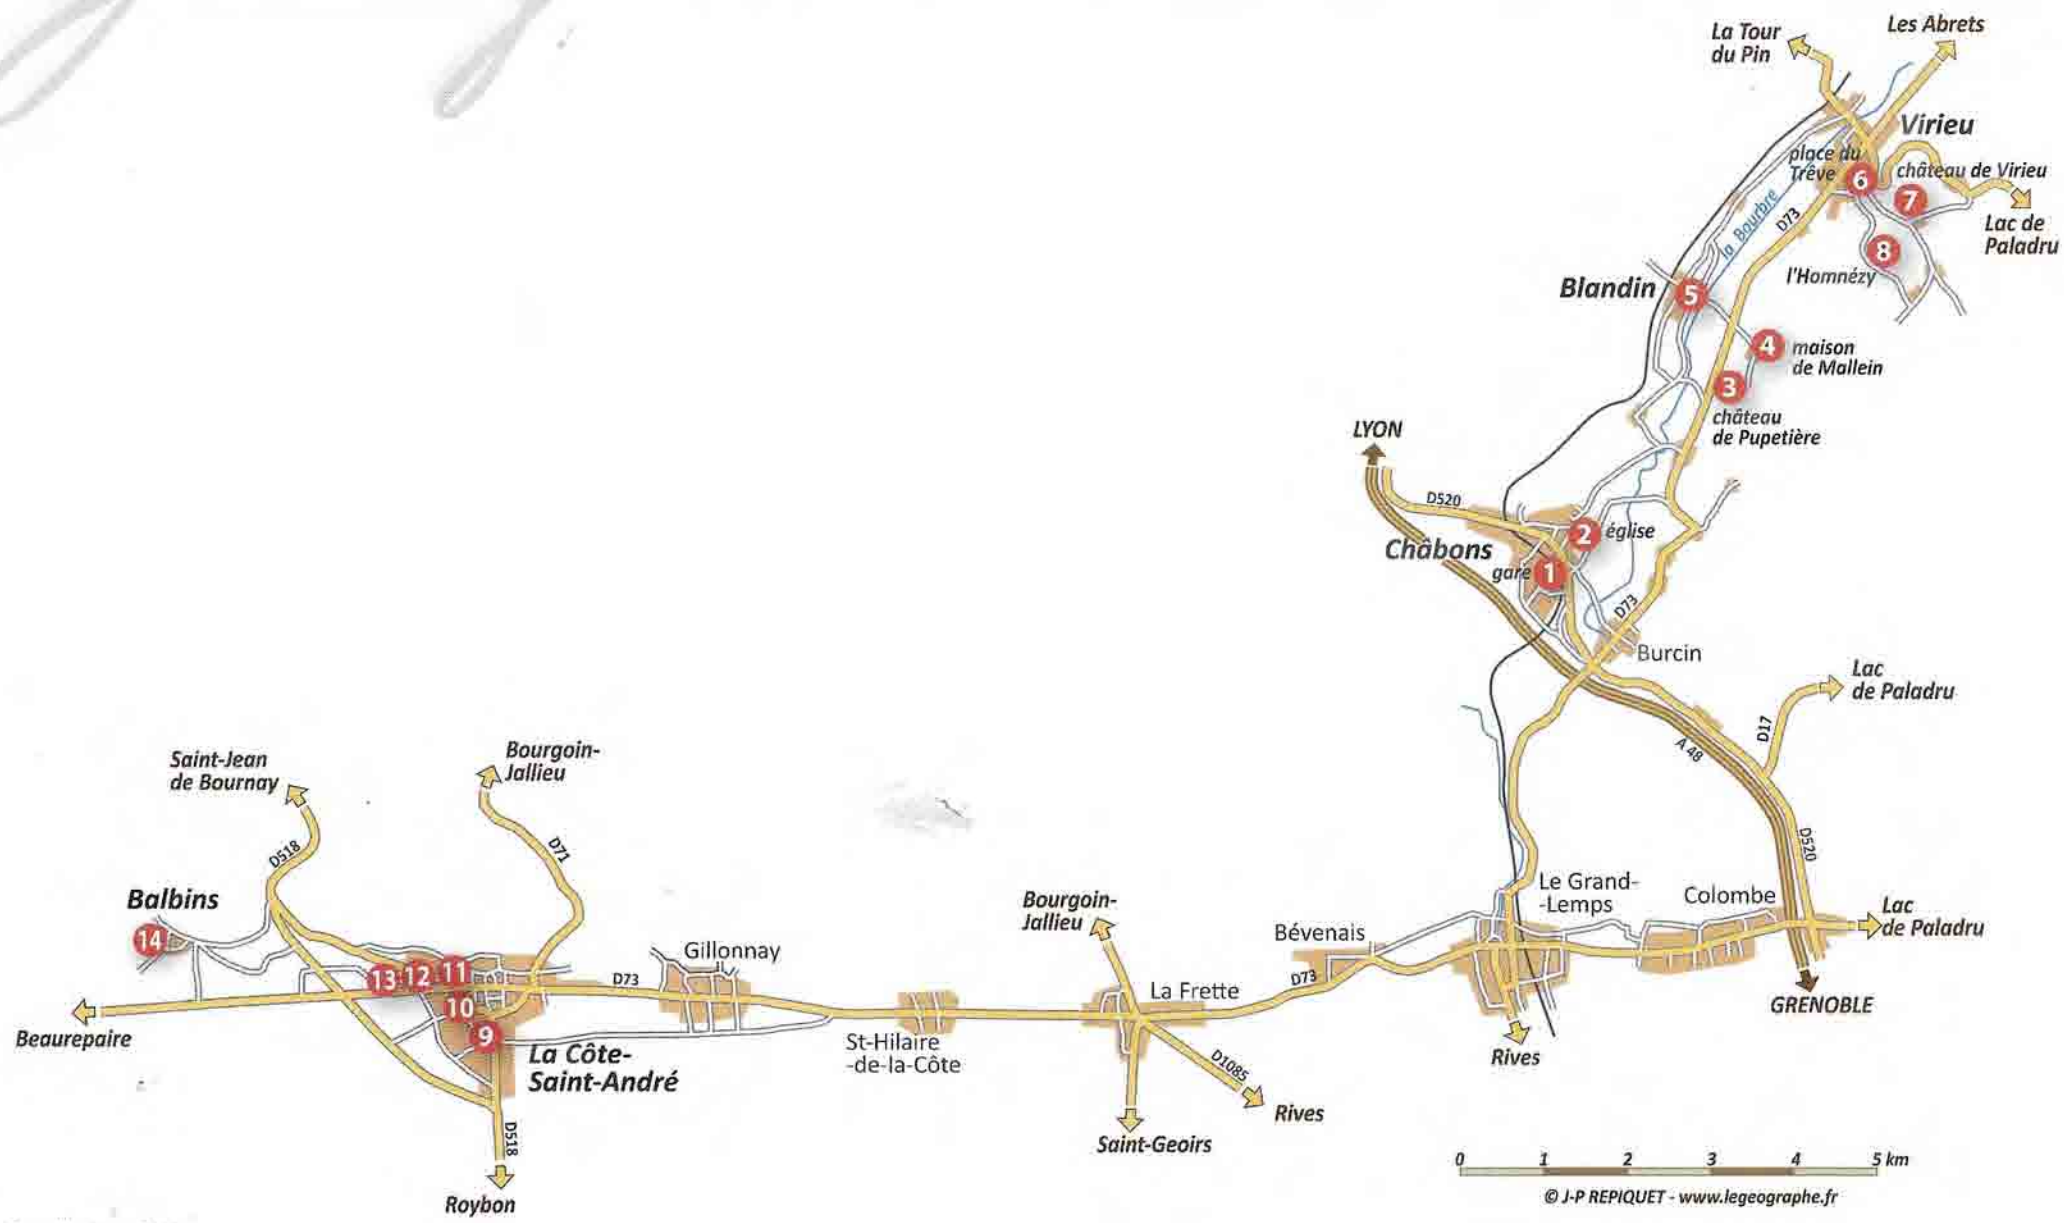 La Tour
du Pin
Les Abrets
Virieu
place du
Trêve
6
château de Virieu
7
Lac de
Paladru
la Bourbre
D73
8
l'Homnézy
Blandin
5
4
maison
de Mallein
3
château
de Pupetière
LYON
D520
Châbons
2
église
gare
1
D73
Burcin
Lac
de Paladru
D17
A 48
D520
Saint-Jean
de Bournay
Bourgoin-
Jallieu
D518
D71
Balbins
14
13
12
11
10
9
La Côte-
Saint-André
Beaurepaire
D518
Roybon
D73
Gillonnay
St-Hilaire
-de-la-Côte
Bourgoin-
Jallieu
La Frette
D1085
Rives
Saint-Geoirs
D73
Bévenais
Le Grand-
-Lemps
Colombe
Lac
de Paladru
Rives
GRENOBLE
0 1 2 3 4 5 km
© J-P REPIQUET - www.legeographe.fr